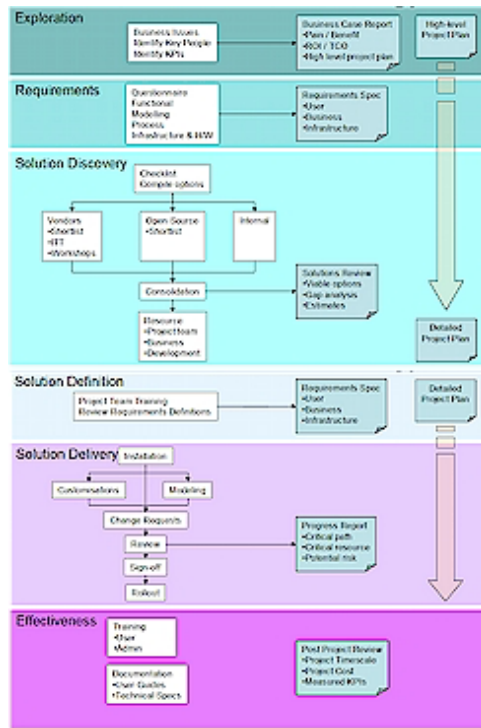 Exploration
Business Issues
Identify Key People
Identify KPIs
Business Case Report
•Pain / Benefit
•ROI / TCO
•High level project plan
High-level
Project Plan
Requirements
Questionnaire
Functional
Modelling
Process
Infrastructure & H/W
Requirements Spec
•User
•Business
•Infrastructure
Solution Discovery
Checklist
Compile options
Vendors
•Shortlist
•ITT
•Workshops
Open Source
•Shortlist
Internal
Consolidation
Solutions Review
•Viable options
•Gap analysis
•Estimates
Resource
•Project team
•Business
•Development
Detailed
Project Plan
Solution Definition
Project Team Training
Review Requirements Definitions
Requirements Spec
•User
•Business
•Infrastructure
Detailed
Project Plan
Solution Delivery
Installation
Customisations
Modeling
Change Requests
Review
Sign-off
Rollout
Progress Report
•Critical path
•Critical resource
•Potential risk
Effectiveness
Training
•User
•Admin
Documentation
•User Guides
•Technical Specs
Post Project Review
•Project Timescale
•Project Cost
•Measured KPIs